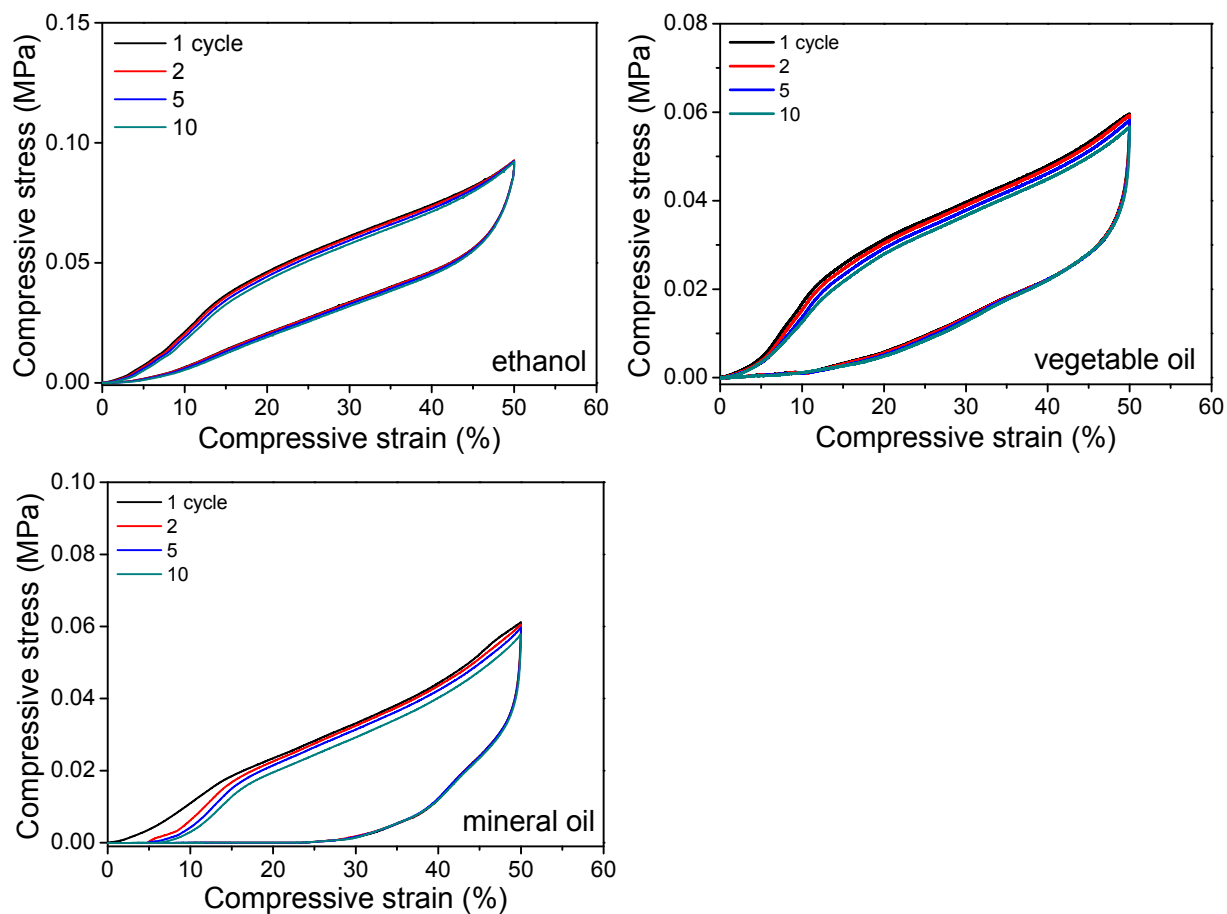 Compressive stress (MPa)
0.15
0.10
0.05
0.00
1 cycle
2
5
10
ethanol
0 10 20 30 40 50 60
Compressive strain (%)
Compressive stress (MPa)
0.08
0.06
0.04
0.02
0.00
1 cycle
2
5
10
vegetable oil
0 10 20 30 40 50 60
Compressive strain (%)
Compressive stress (MPa)
0.10
0.08
0.06
0.04
0.02
0.00
1 cycle
2
5
10
mineral oil
0 10 20 30 40 50 60
Compressive strain (%)